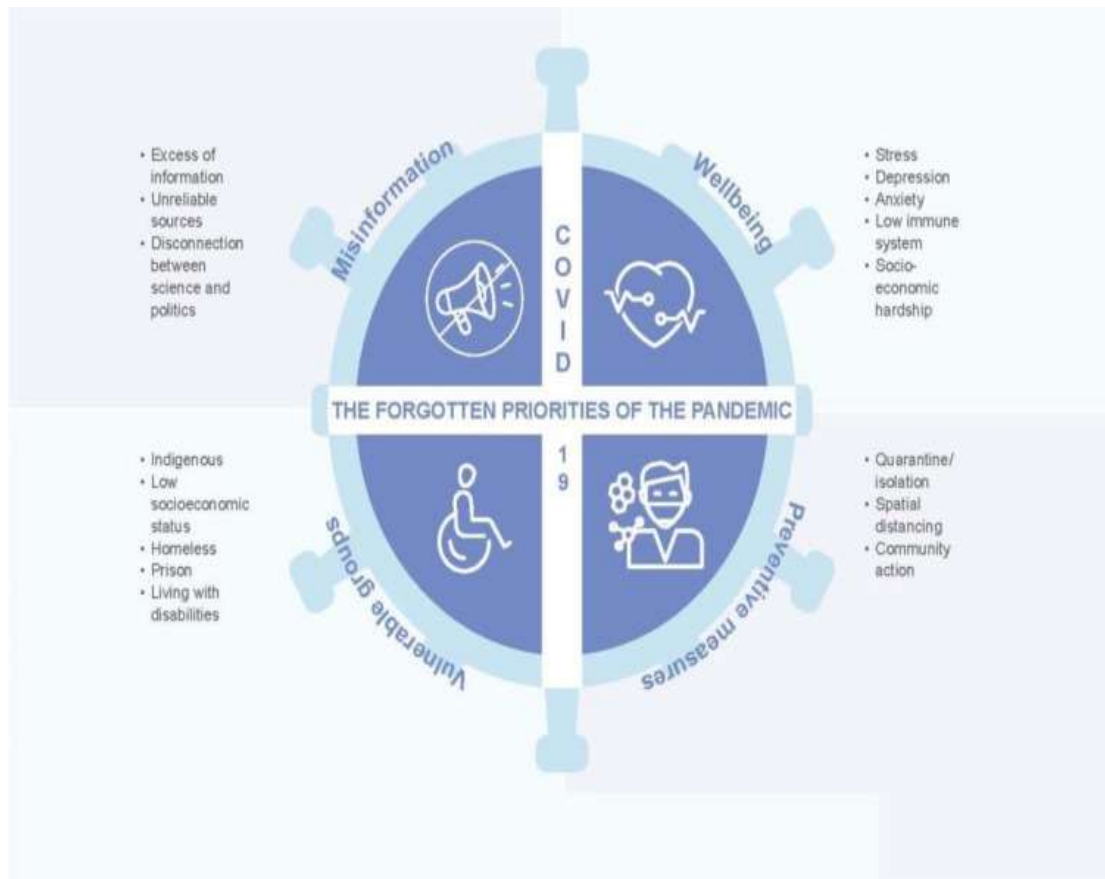 Misinformation
• Excess of
information
• Unreliable
sources
• Disconnection
between
science and
politics
Wellbeing
• Stress
• Depression
• Anxiety
• Low immune
system
• Socio-
economic
hardship
COVID
THE FORGOTTEN PRIORITIES OF THE PANDEMIC
19
Vulnerable groups
• Indigenous
• Low
socioeconomic
status
• Homeless
• Prison
• Living with
disabilities
Preventive measures
• Quarantine/
isolation
• Spatial
distancing
• Community
action